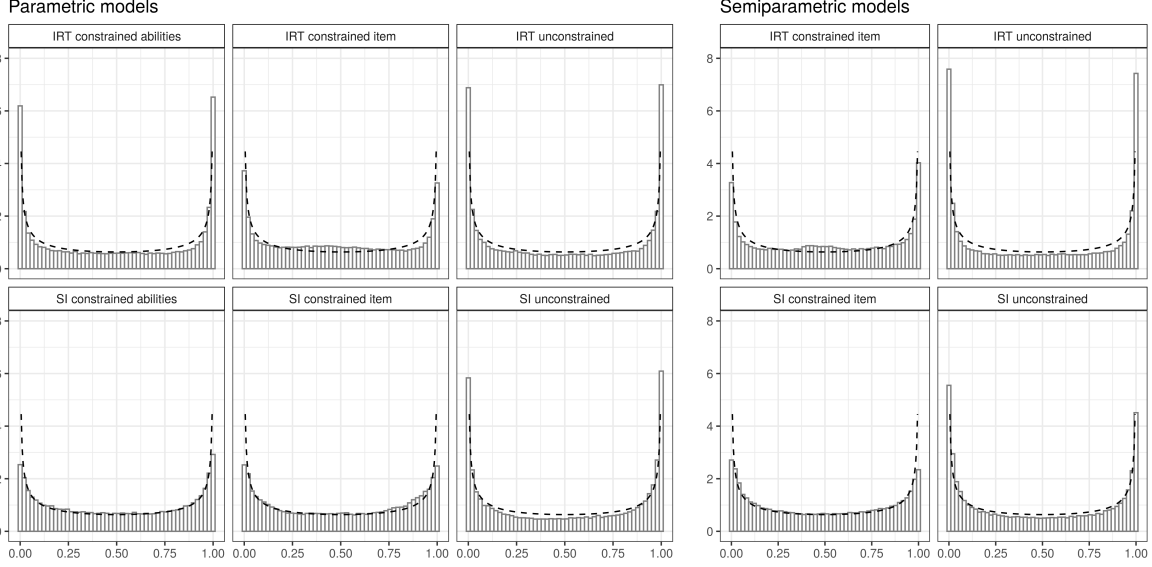 Parametric models
Semiparametric models
IRT constrained abilities
IRT constrained item
IRT unconstrained
IRT constrained item
IRT unconstrained
8
6
4
2
0
SI constrained abilities
SI constrained item
SI unconstrained
SI constrained item
SI unconstrained
8
6
4
2
0
0.00 0.25 0.50 0.75 1.00
0.00 0.25 0.50 0.75 1.00
0.00 0.25 0.50 0.75 1.00
0.00 0.25 0.50 0.75 1.00
0.00 0.25 0.50 0.75 1.00